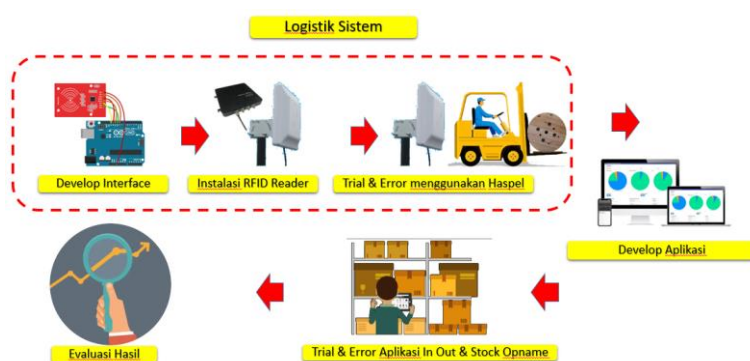 Logistik Sistem
Develop Interface
Instalasi RFID Reader
Trial & Error menggunakan Haspel
Develop Aplikasi
Trial & Error Aplikasi In Out & Stock Opname
Evaluasi Hasil